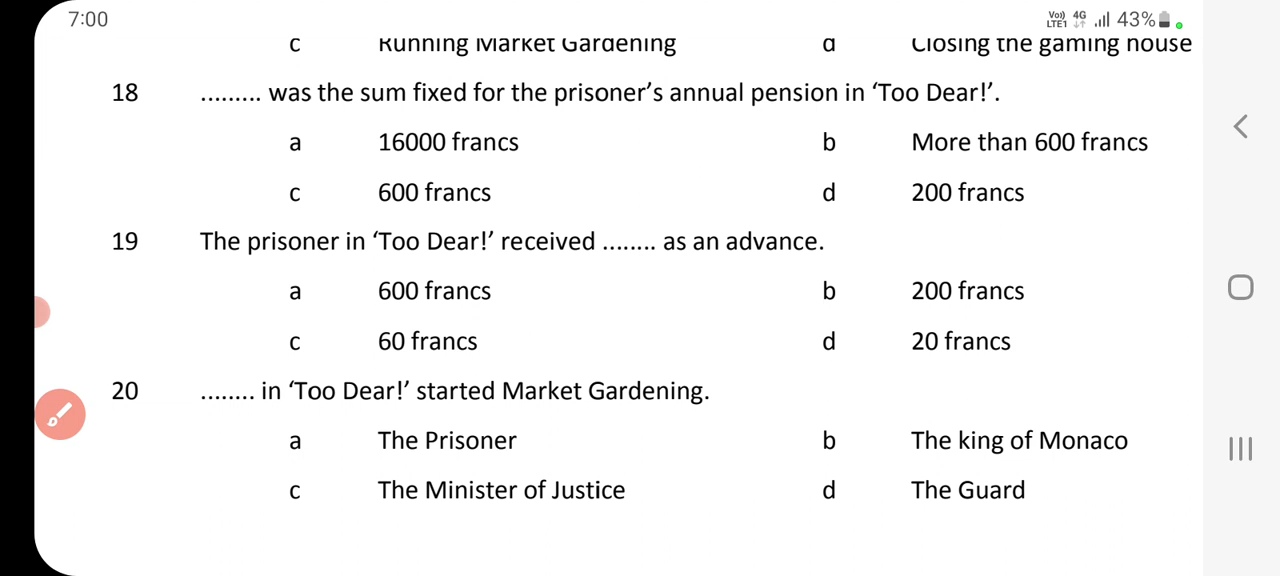 7:00 Vo)) LTE1 4G 43%
c Running Market Gardening d Closing the gaming house
18 ......... was the sum fixed for the prisoner’s annual pension in ‘Too Dear!’.
a 16000 francs b More than 600 francs
c 600 francs d 200 francs
19 The prisoner in ‘Too Dear!’ received ........ as an advance.
a 600 francs b 200 francs
c 60 francs d 20 francs
20 ........ in ‘Too Dear!’ started Market Gardening.
a The Prisoner b The king of Monaco
c The Minister of Justice d The Guard